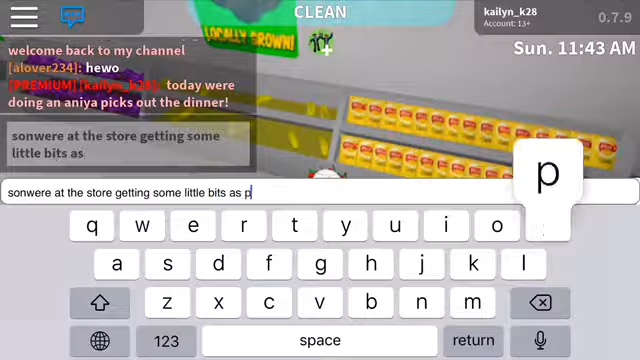 CLEAN
kailyn_k28
Account: 13+
0.7.9
LOCALLY GROWN!
Sun. 11:43 AM
welcome back to my channel
[alover234]: hewo
[PREMIUM][kailyn_k28]: today were
doing an aniya picks out the dinner!
sonwere at the store getting some
little bits as
sonwere at the store getting some little bits as p
p
q w e r t y u i o
a s d f g h j k l
z x c v b n m
123 space return